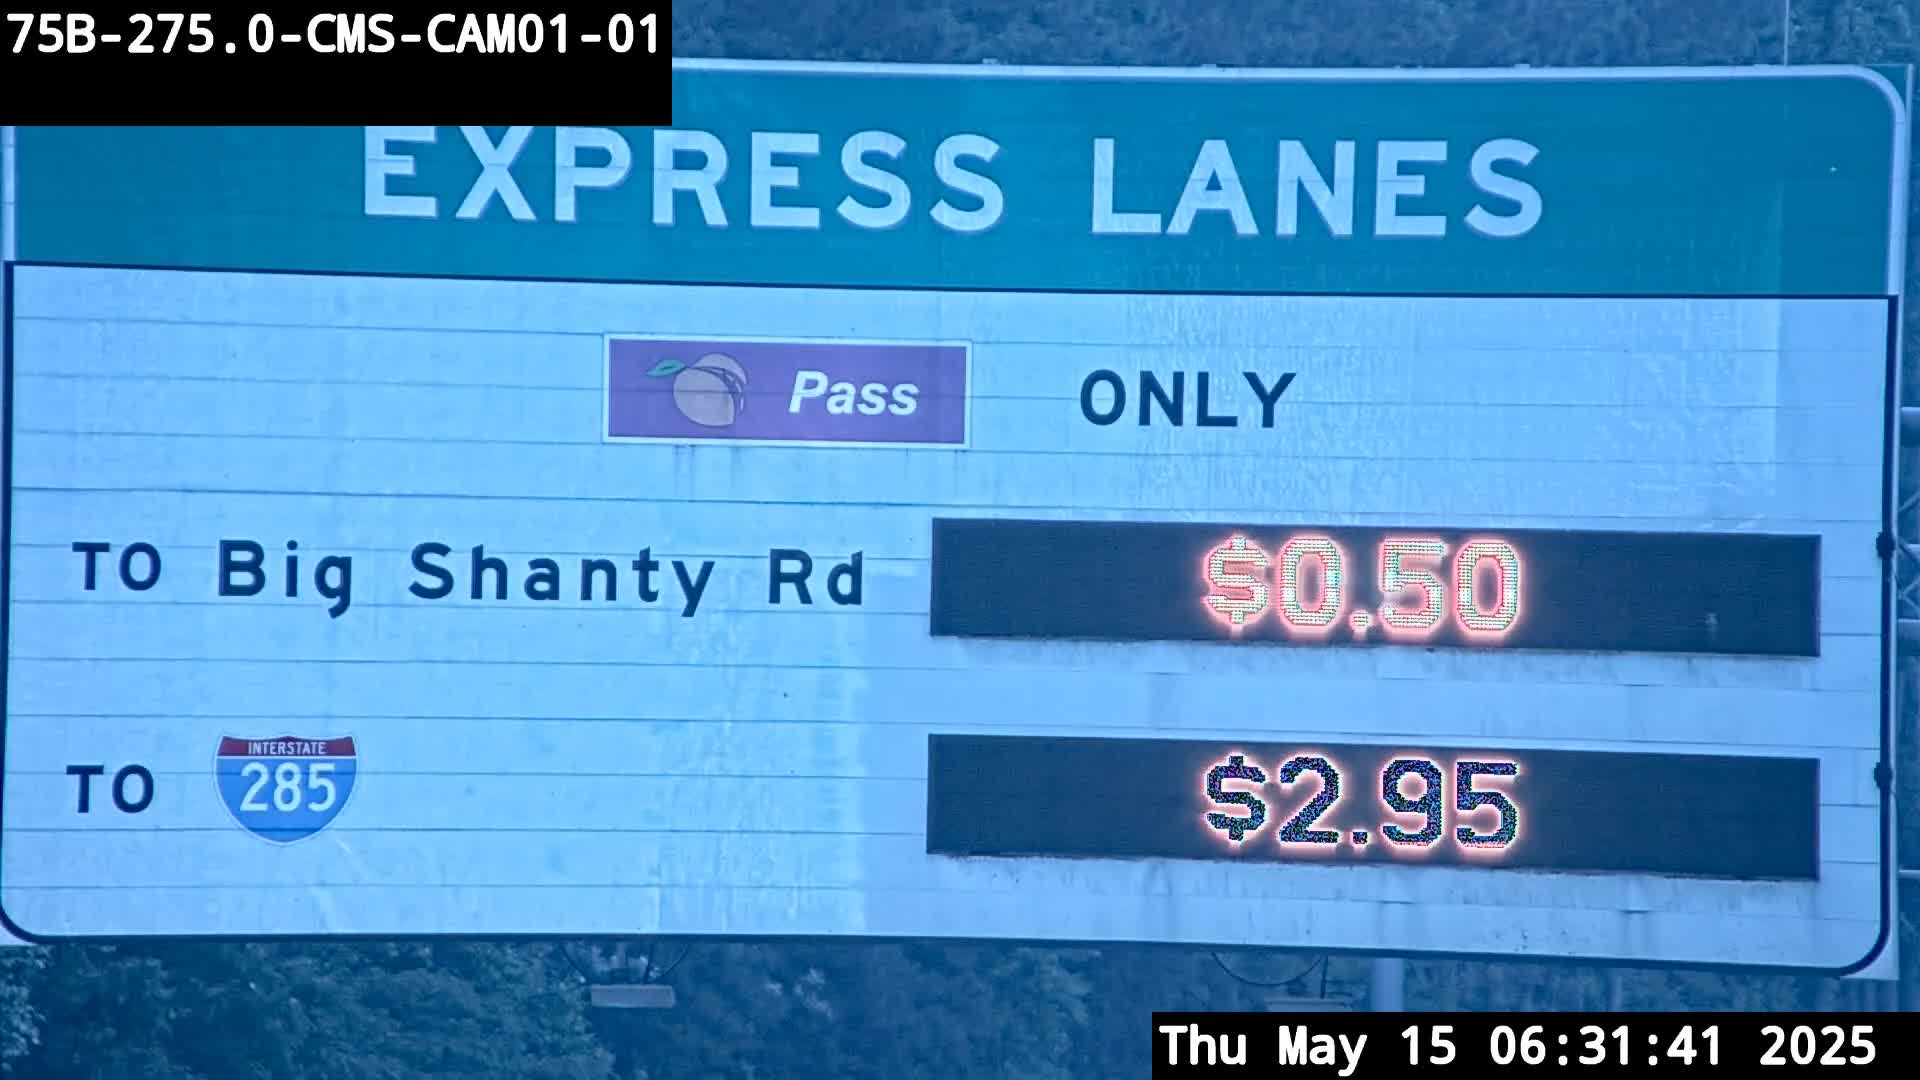 75B-275.0-CMS-CAM01-01
EXPRESS LANES
Pass ONLY
TO Big Shanty Rd $0.50
INTERSTATE
TO 285 $2.95
Thu May 15 06:31:41 2025